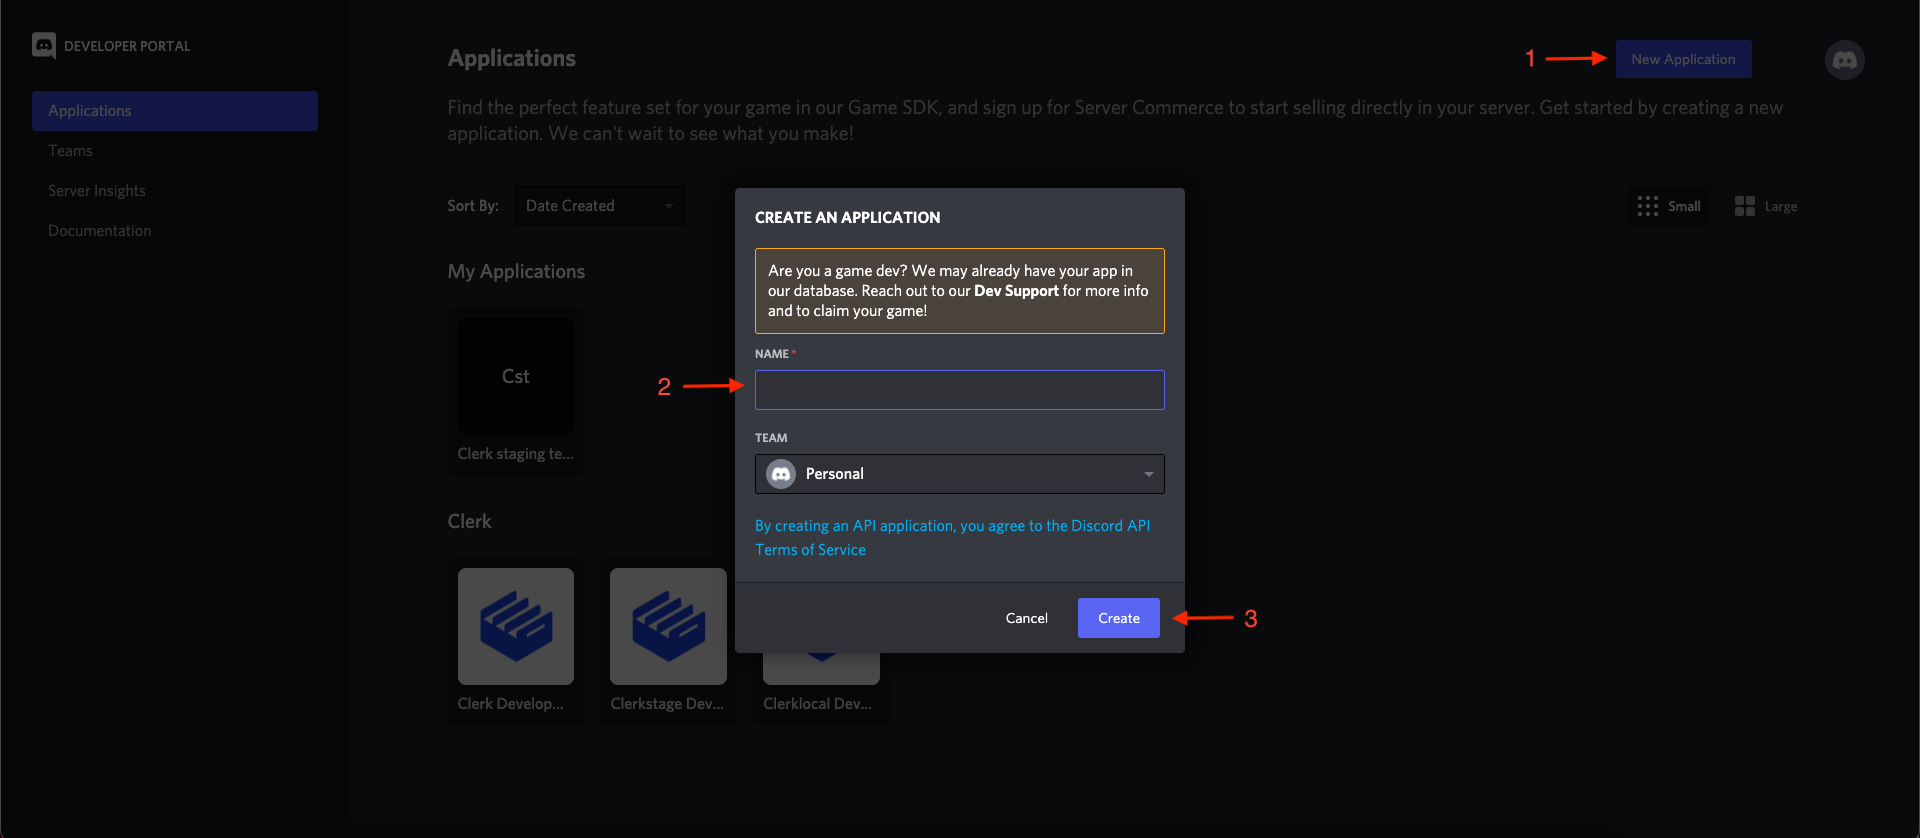 DEVELOPER PORTAL
Applications
Teams
Server Insights
Documentation
Applications
1
New Application
Find the perfect feature set for your game in our Game SDK, and sign up for Server Commerce to start selling directly in your server. Get started by creating a new
application. We can't wait to see what you make!
Sort By:
Date Created
Small
Large
My Applications
Cst
Clerk staging te...
Clerk
Clerk Develop...
Clerkstage Dev...
Clerklocal Dev...
CREATE AN APPLICATION
Are you a game dev? We may already have your app in
our database. Reach out to our Dev Support for more info
and to claim your game!
NAME *
2
TEAM
Personal
By creating an API application, you agree to the Discord API
Terms of Service
Cancel
Create
3